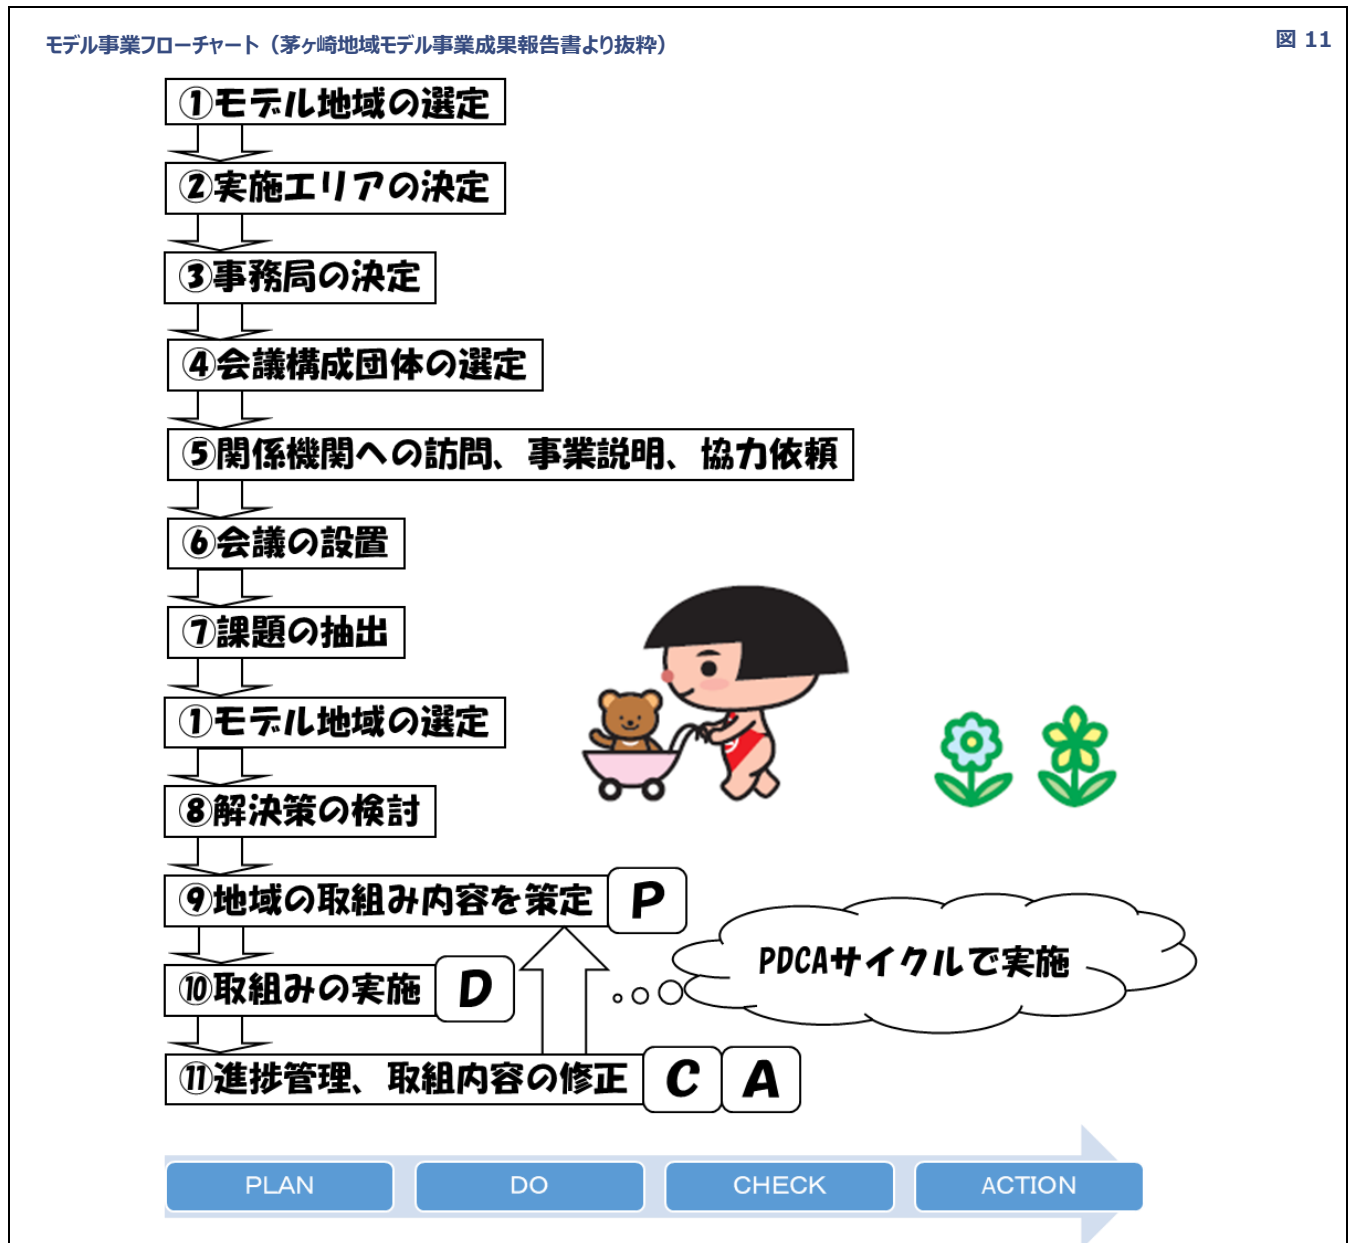 モデル事業フローチャート（茅ヶ崎地域モデル事業成果報告書より抜粋）
図 11
①モデル地域の選定
②実施エリアの決定
③事務局の決定
④会議構成団体の選定
⑤関係機関への訪問、事業説明、協力依頼
⑥会議の設置
⑦課題の抽出
①モデル地域の選定
⑧解決策の検討
⑨地域の取組み内容を策定 P
PDCAサイクルで実施
⑩取組みの実施 D
⑪進捗管理、取組内容の修正 C A
PLAN DO CHECK ACTION